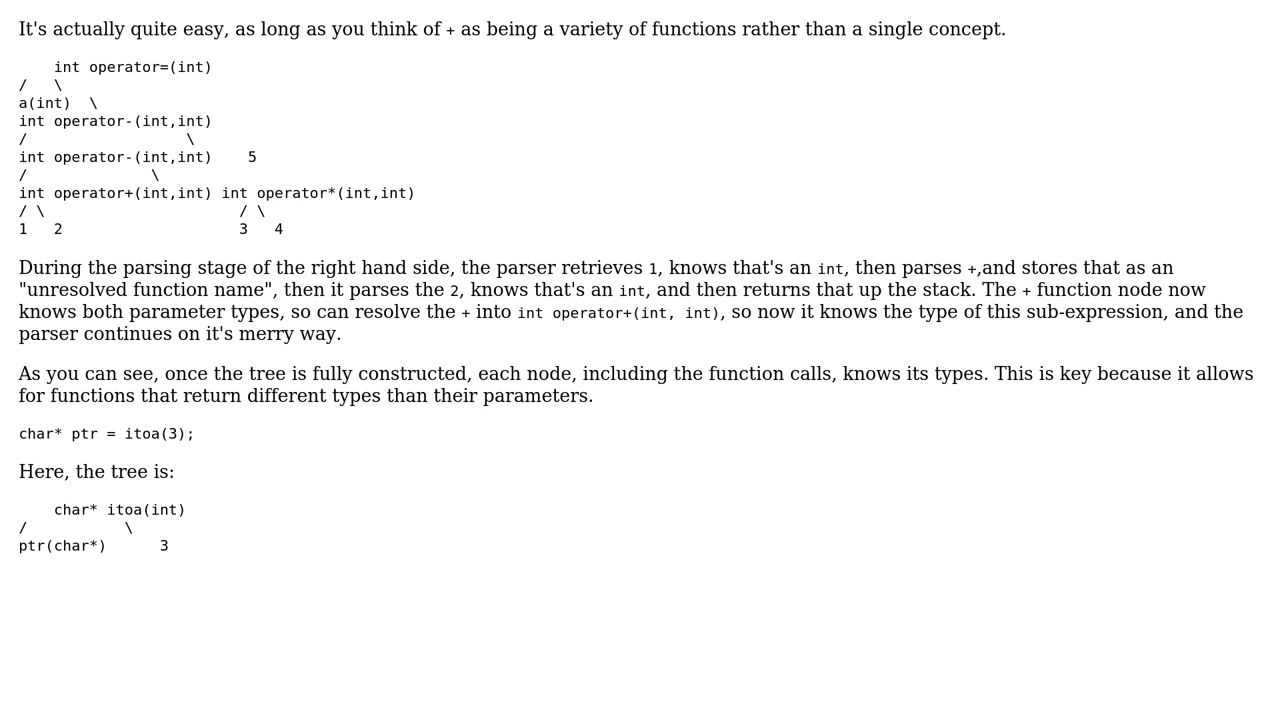 It's actually quite easy, as long as you think of + as being a variety of functions rather than a single concept.
    int operator=(int)
/   \
a(int)  \
int operator-(int,int)
/                  \
int operator-(int,int)    5
/              \
int operator+(int,int) int operator*(int,int)
/ \                      / \
1   2                    3   4
During the parsing stage of the right hand side, the parser retrieves 1, knows that's an int, then parses +,and stores that as an
"unresolved function name", then it parses the 2, knows that's an int, and then returns that up the stack. The + function node now
knows both parameter types, so can resolve the + into int operator+(int, int), so now it knows the type of this sub-expression, and the
parser continues on it's merry way.
As you can see, once the tree is fully constructed, each node, including the function calls, knows its types. This is key because it allows
for functions that return different types than their parameters.
char* ptr = itoa(3);
Here, the tree is:
    char* itoa(int)
/           \
ptr(char*)      3